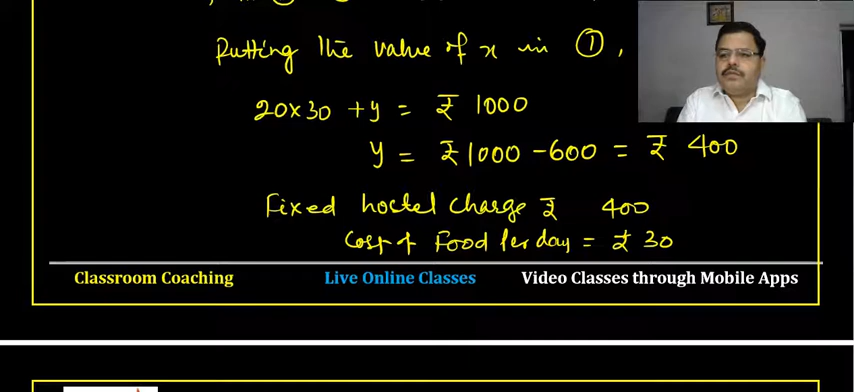 Putting the value of x in ①,
20×30 + y = ₹ 1000
y = ₹ 1000 - 600 = ₹ 400
Fixed hostel charge ₹ 400
Cost of Food per day = ₹ 30
Classroom Coaching Live Online Classes Video Classes through Mobile Apps